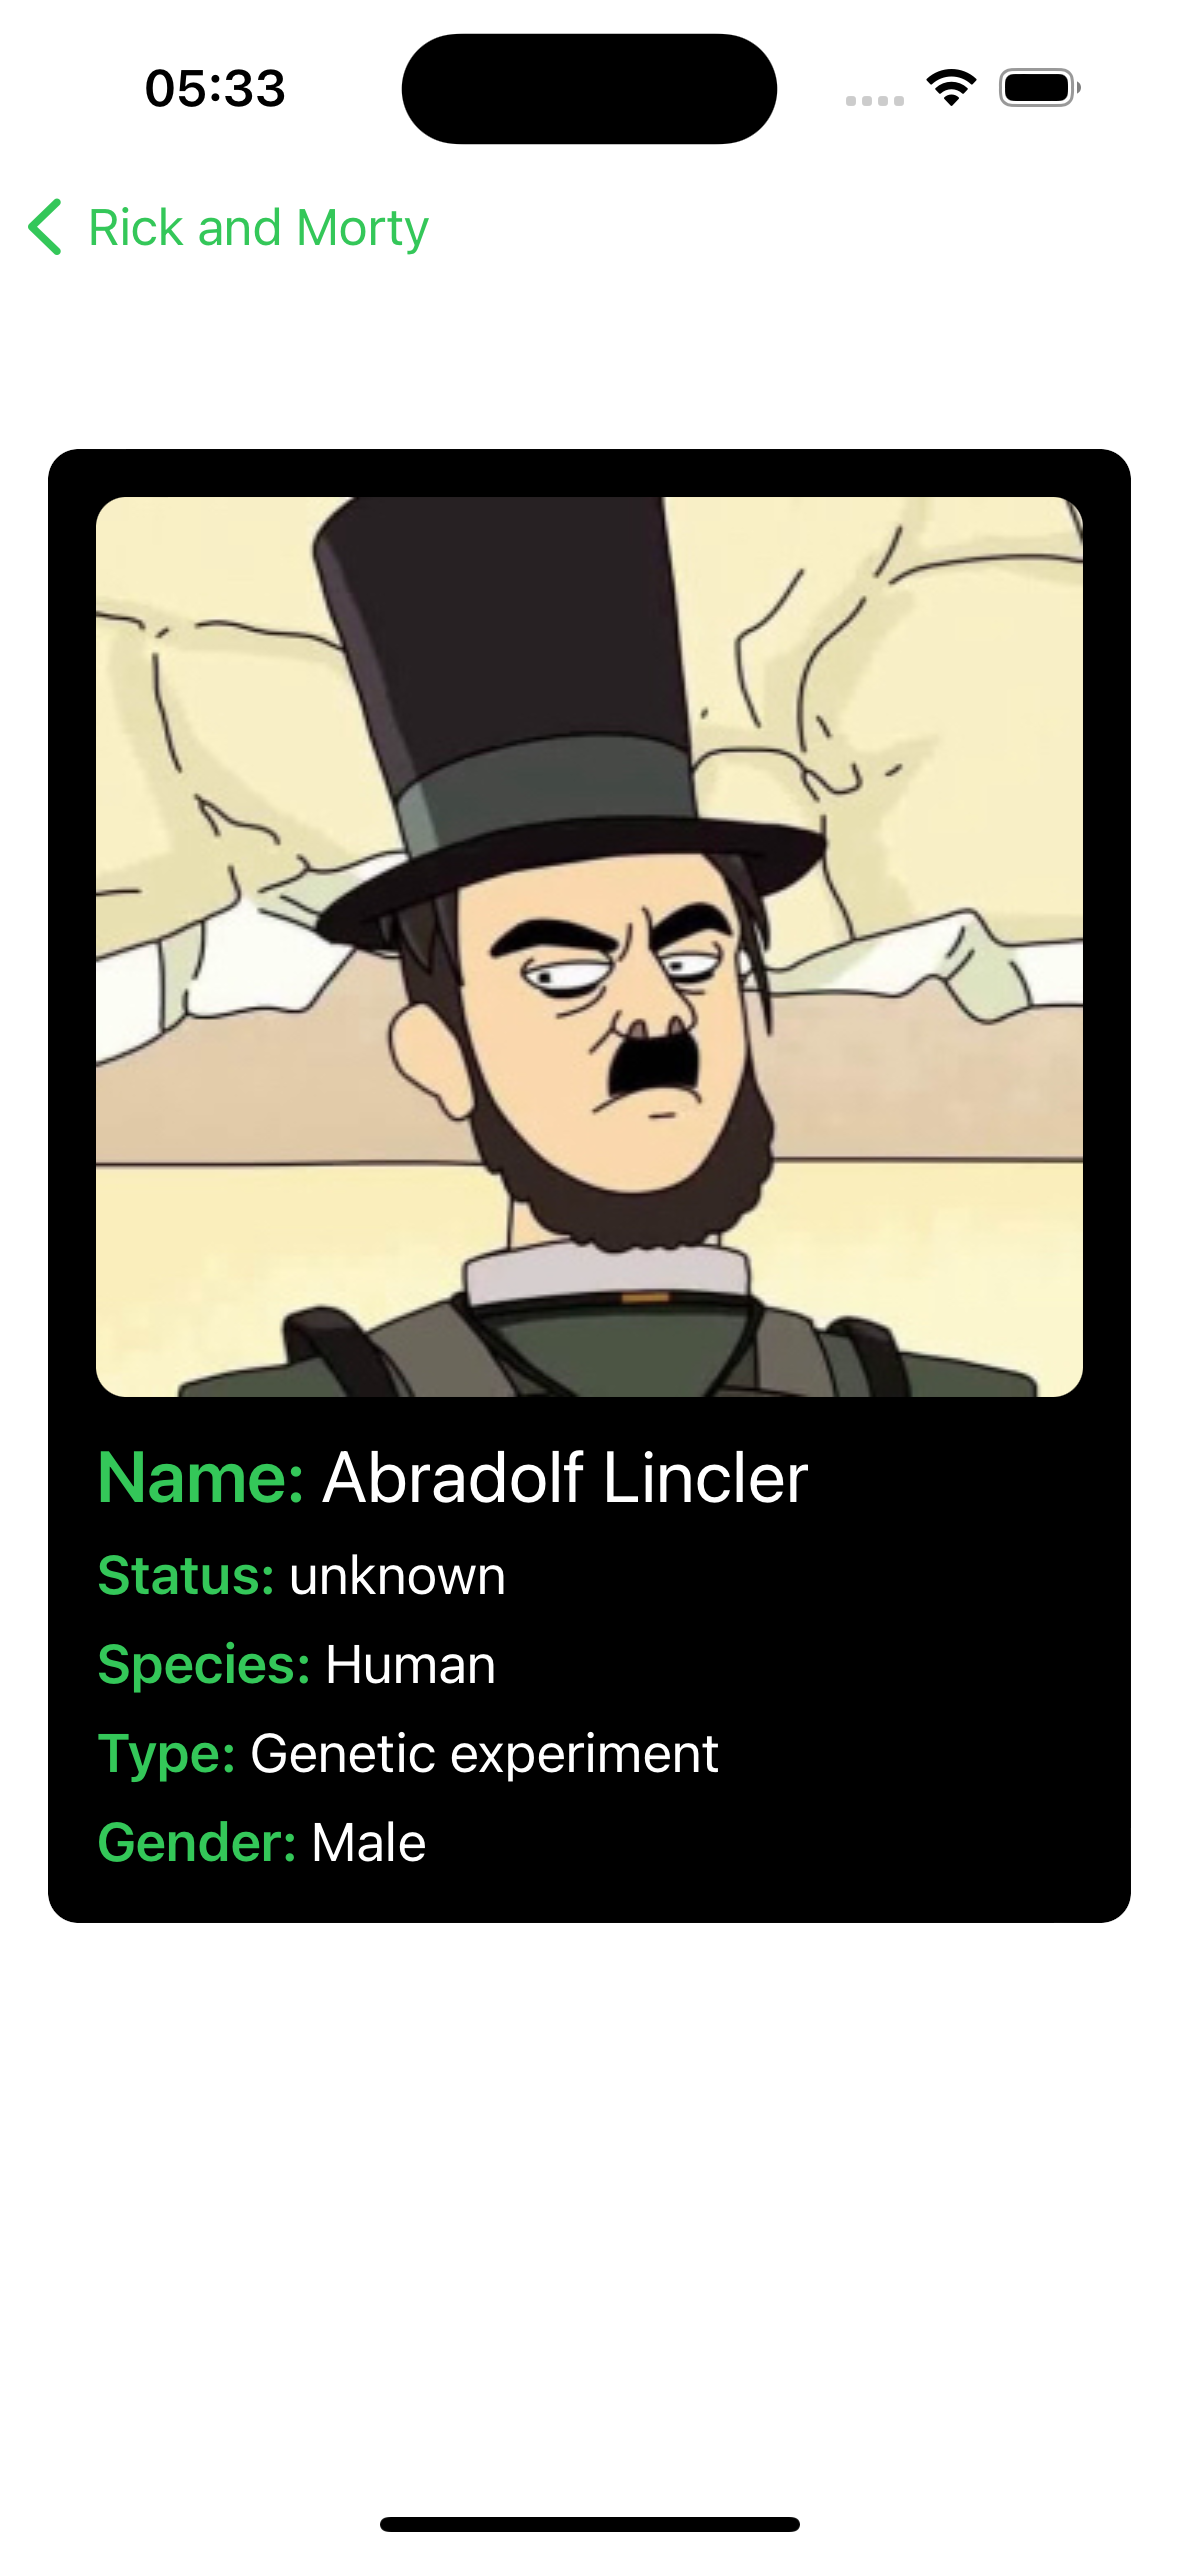 05:33
Rick and Morty
Name: Abradolf Lincler
Status: unknown
Species: Human
Type: Genetic experiment
Gender: Male